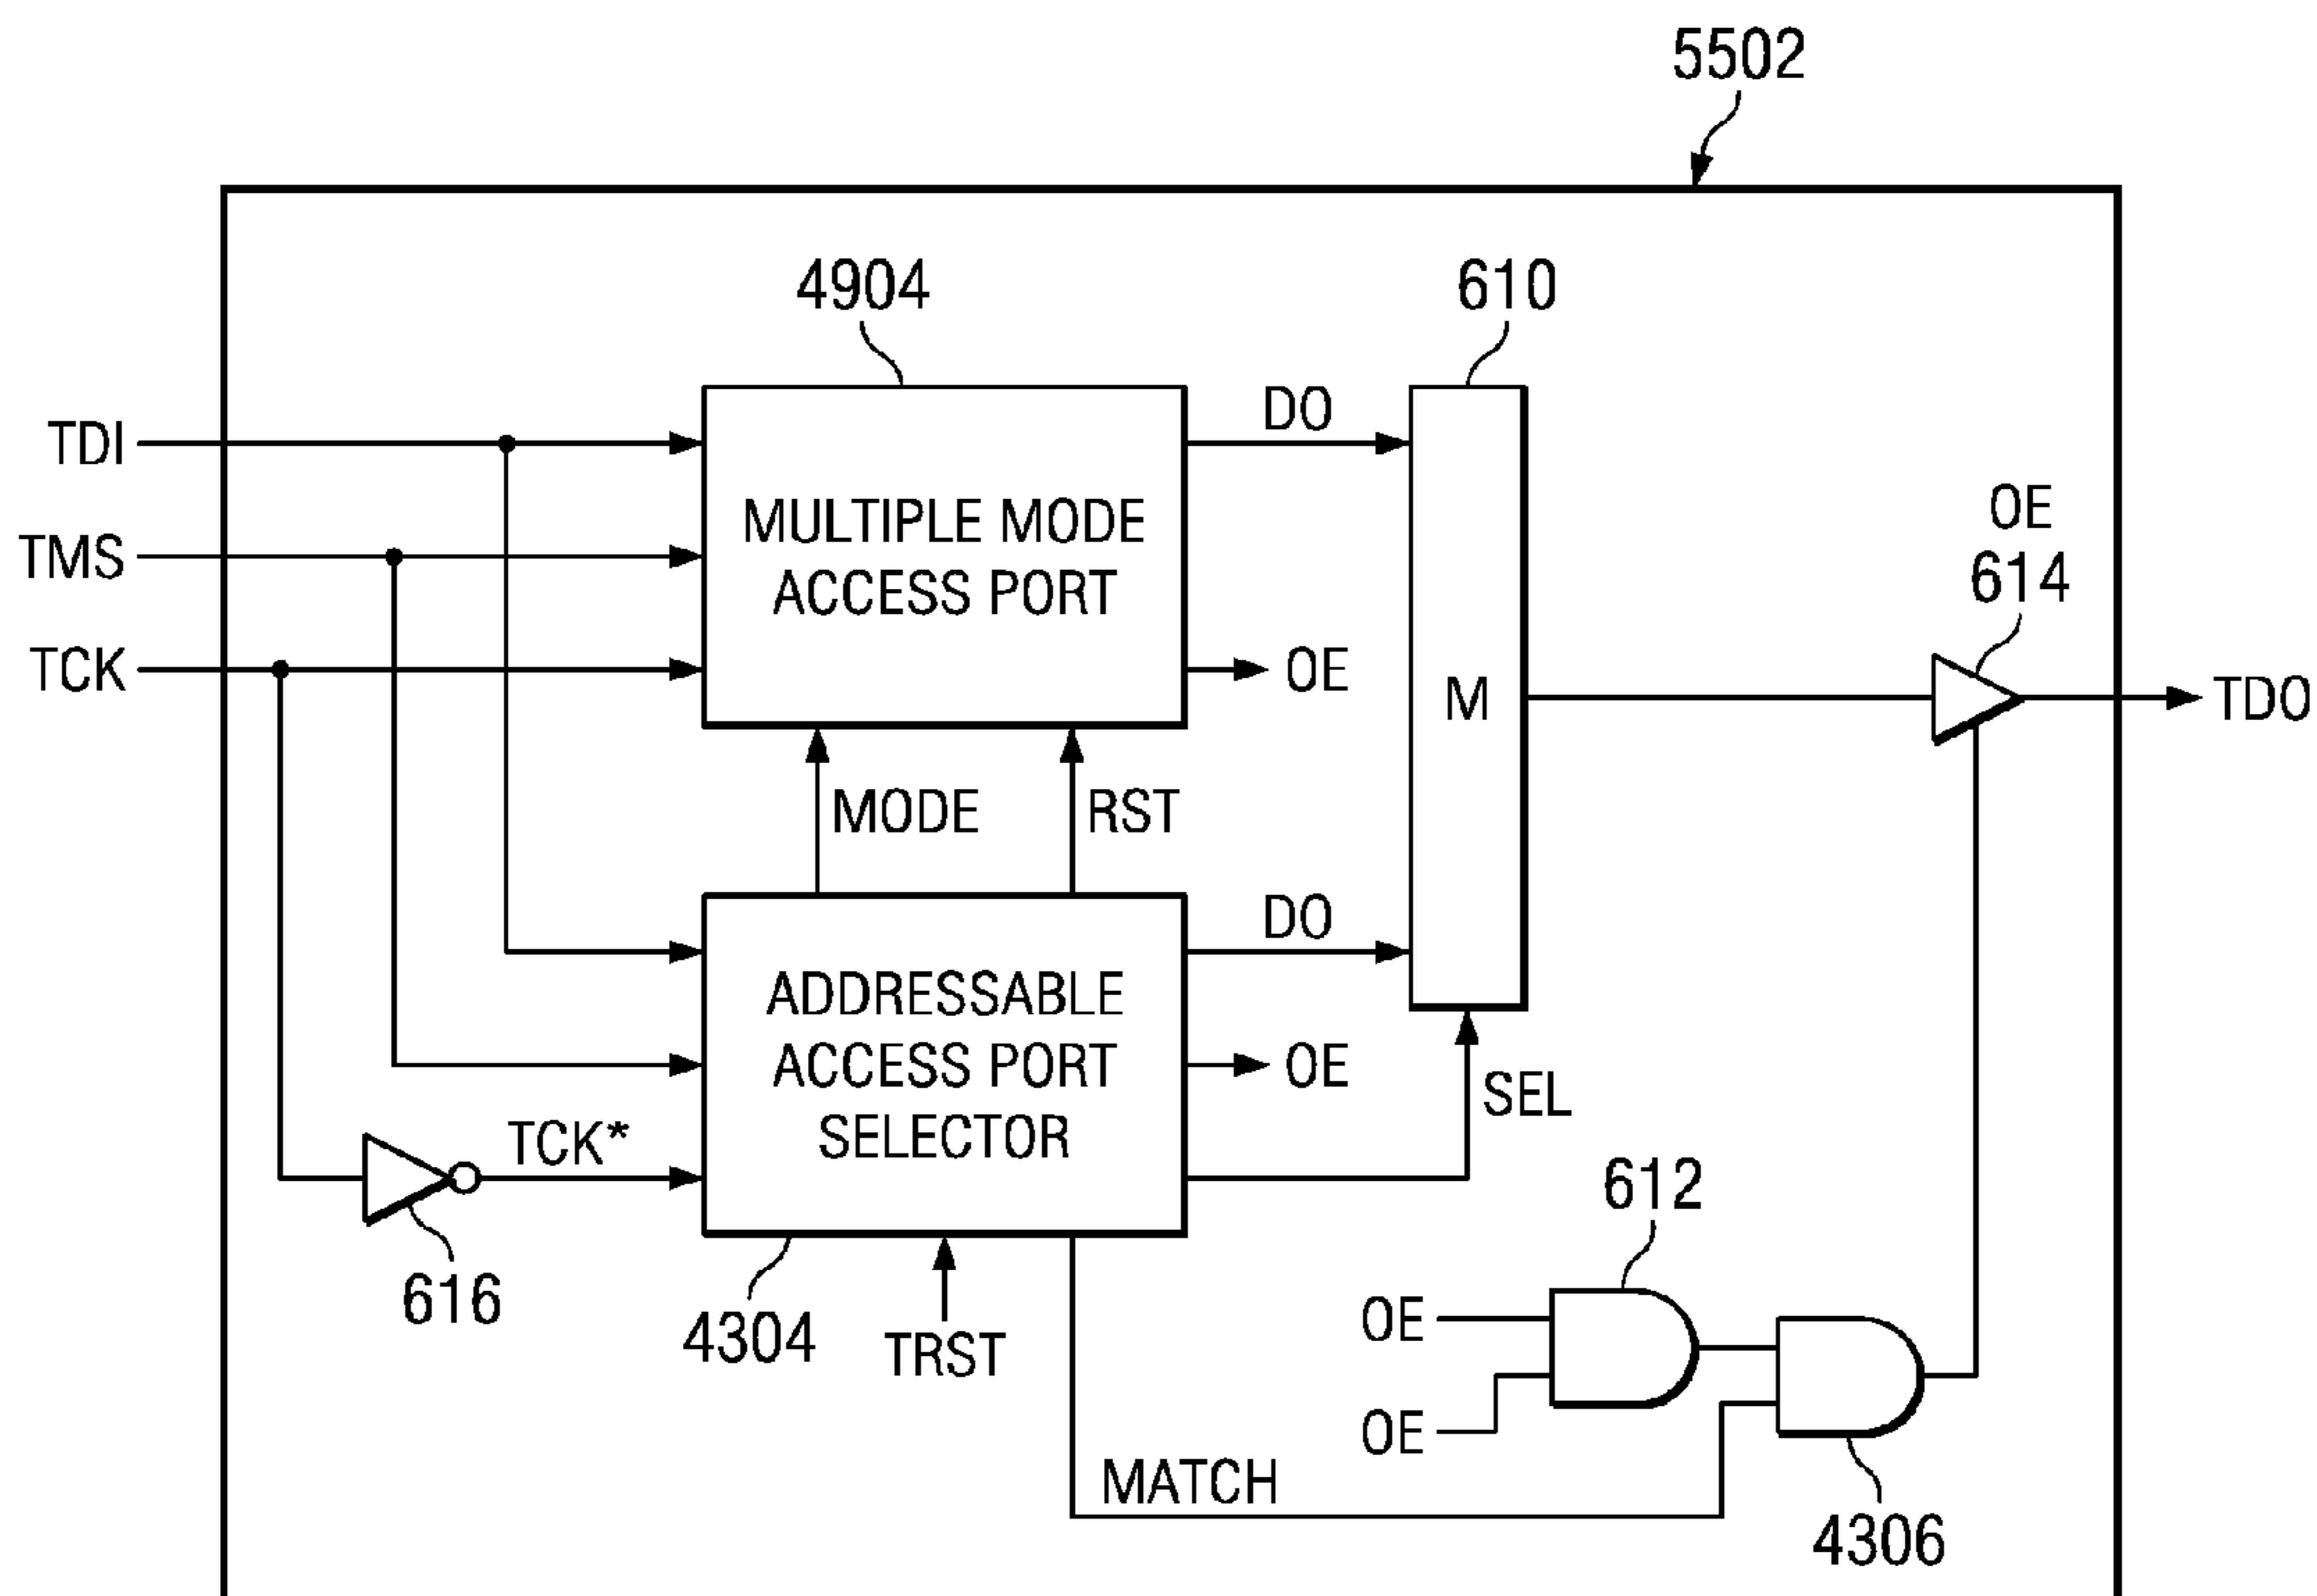 5502
4904
610
TDI
DO
MULTIPLE MODE
ACCESS PORT
OE
614
TMS
TCK
OE
M
TDO
MODE
RST
DO
ADDRESSABLE
ACCESS PORT
SELECTOR
OE
SEL
TCK*
612
616
4304
TRST
OE
OE
MATCH
4306